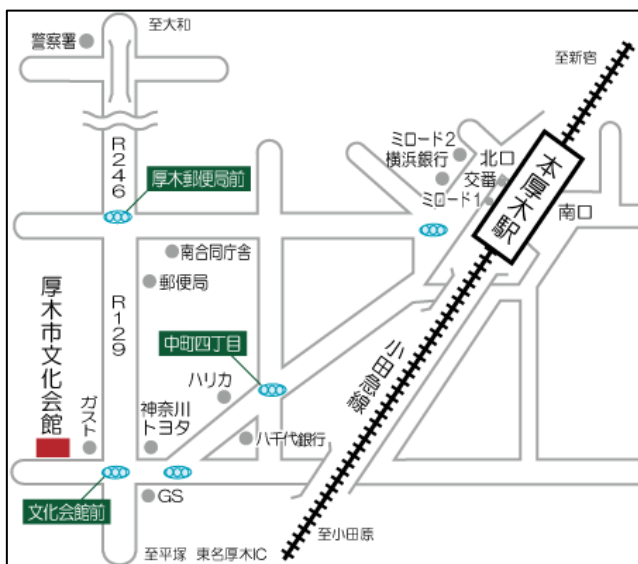 至大和
警察署
至新宿
ミロード2
横浜銀行
北口
交番
ミロード1
本厚木駅
南口
R246
厚木郵便局前
南合同庁舎
郵便局
R129
厚木市文化会館
中町四丁目
小田急線
ハリカ
ガスト
神奈川
トヨタ
八千代銀行
GS
文化会館前
至小田原
至平塚 東名厚木IC